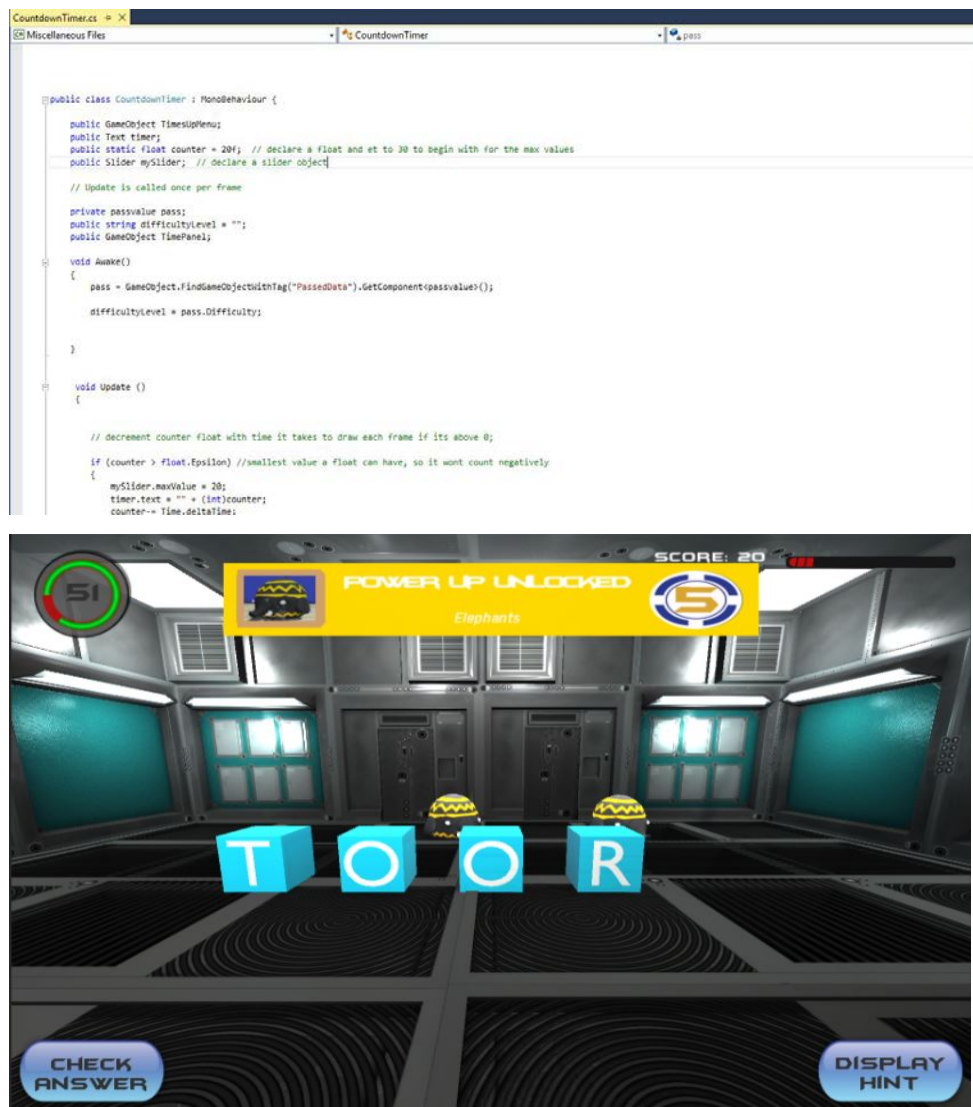 CountdownTimer.cs
Miscellaneous Files CountdownTimer pass
public class CountdownTimer : MonoBehaviour {
public GameObject TimesUpMenu;
public Text timer;
public static float counter = 20f; // declare a float and et to 30 to begin with for the max values
public Slider mySlider; // declare a slider object
// Update is called once per frame
private passvalue pass;
public string difficultyLevel = "";
public GameObject TimePanel;
void Awake()
{
pass = GameObject.FindGameObjectWithTag("PassedData").GetComponent<passvalue>();
difficultyLevel = pass.Difficulty;
}
void Update ()
{
// decrement counter float with time it takes to draw each frame if its above 0;
if (counter > float.Epsilon) //smallest value a float can have, so it wont count negatively
{
mySlider.maxValue = 20;
timer.text = "" + (int)counter;
counter-= Time.deltaTime;
SCORE: 20
51
POWER UP UNLOCKED
5
Elephants
T O O R
CHECK
ANSWER
DISPLAY
HINT